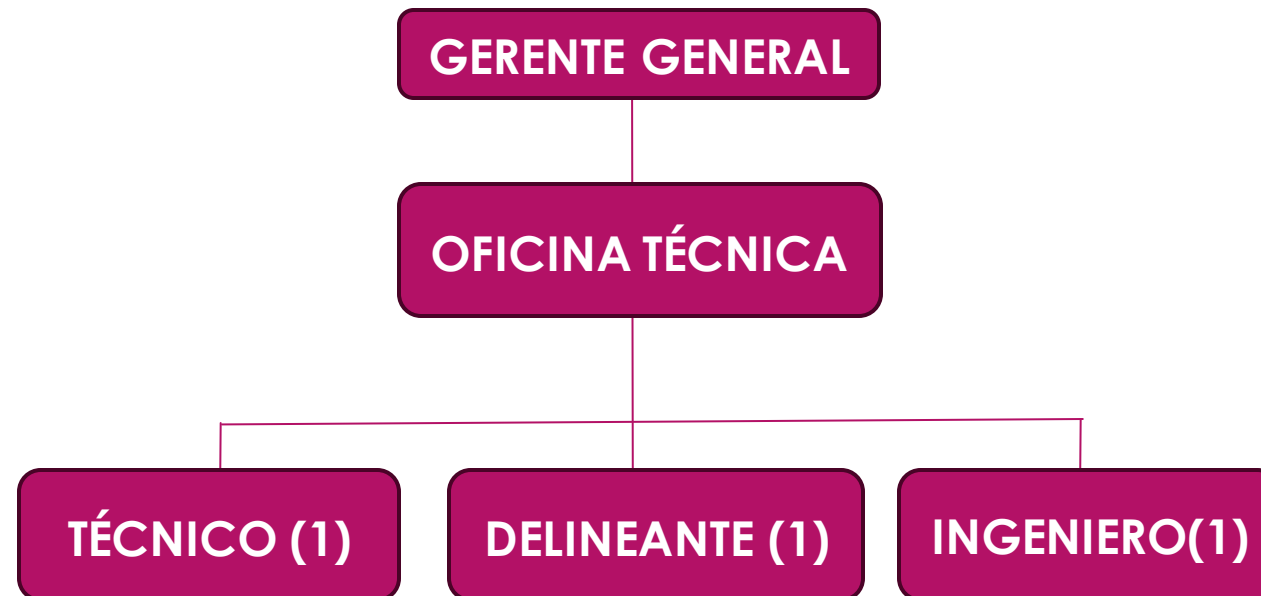 GERENTE GENERAL
OFICINA TÉCNICA
TÉCNICO (1)
DELINEANTE (1)
INGENIERO(1)